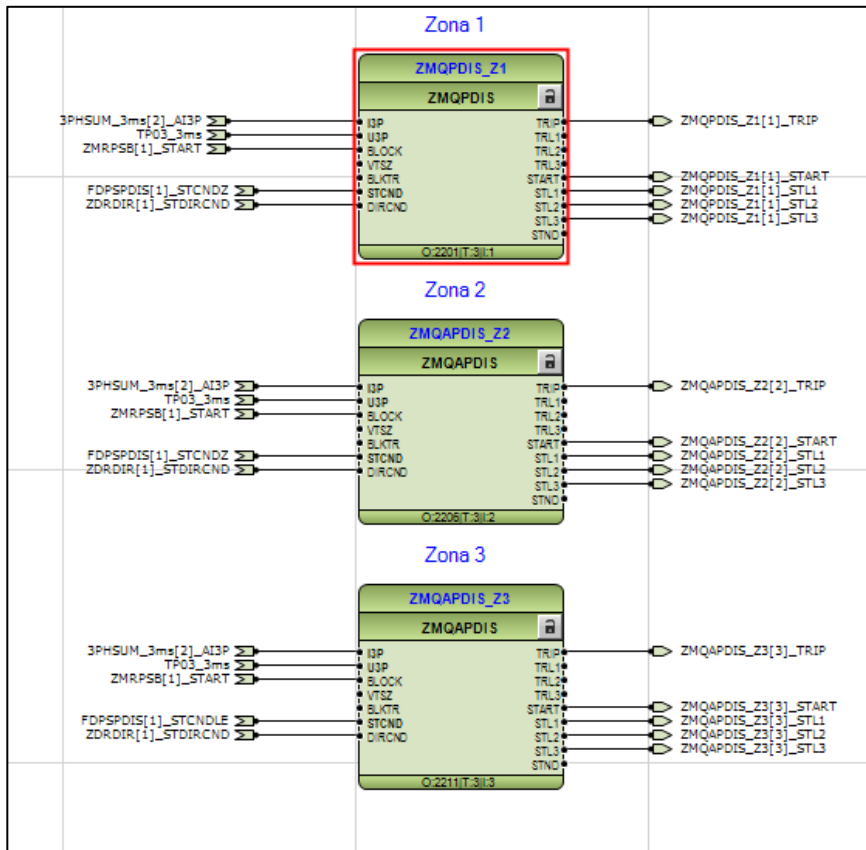 Zona 1
ZMQPDIS_Z1
ZMQPDIS
3PHSUM_3ms[2]_AI3P I3P TRIP ZMQPDIS_Z1[1]_TRIP
TP03_3ms U3P TRL1
ZMRPSB[1]_START BLOCK TRL2
VTSZ TRL3
BLKTR START ZMQPDIS_Z1[1]_START
FDPSPDIS[1]_STCNDZ STCND STL1 ZMQPDIS_Z1[1]_STL1
ZDRDIR[1]_STDIRCND DIRCND STL2 ZMQPDIS_Z1[1]_STL2
STL3 ZMQPDIS_Z1[1]_STL3
STND
O:2201|T:3|I:1
Zona 2
ZMQAPDIS_Z2
ZMQAPDIS
3PHSUM_3ms[2]_AI3P I3P TRIP ZMQAPDIS_Z2[2]_TRIP
TP03_3ms U3P TRL1
ZMRPSB[1]_START BLOCK TRL2
VTSZ TRL3
BLKTR START ZMQAPDIS_Z2[2]_START
FDPSPDIS[1]_STCNDZ STCND STL1 ZMQAPDIS_Z2[2]_STL1
ZDRDIR[1]_STDIRCND DIRCND STL2 ZMQAPDIS_Z2[2]_STL2
STL3 ZMQAPDIS_Z2[2]_STL3
STND
O:2206|T:3|I:2
Zona 3
ZMQAPDIS_Z3
ZMQAPDIS
3PHSUM_3ms[2]_AI3P I3P TRIP ZMQAPDIS_Z3[3]_TRIP
TP03_3ms U3P TRL1
ZMRPSB[1]_START BLOCK TRL2
VTSZ TRL3
BLKTR START ZMQAPDIS_Z3[3]_START
FDPSPDIS[1]_STCNDLE STCND STL1 ZMQAPDIS_Z3[3]_STL1
ZDRDIR[1]_STDIRCND DIRCND STL2 ZMQAPDIS_Z3[3]_STL2
STL3 ZMQAPDIS_Z3[3]_STL3
STND
O:2211|T:3|I:3